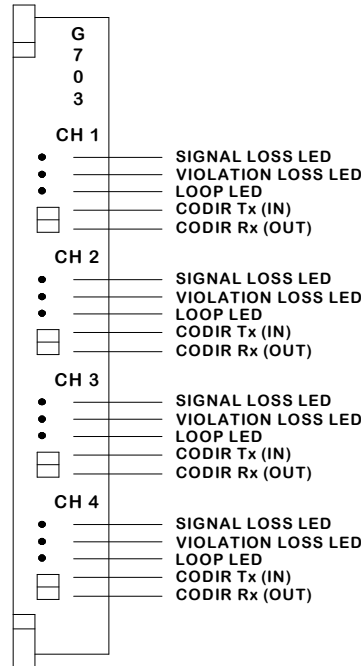 G
7
0
3
CH 1
SIGNAL LOSS LED
VIOLATION LOSS LED
LOOP LED
CODIR Tx (IN)
CODIR Rx (OUT)
CH 2
SIGNAL LOSS LED
VIOLATION LOSS LED
LOOP LED
CODIR Tx (IN)
CODIR Rx (OUT)
CH 3
SIGNAL LOSS LED
VIOLATION LOSS LED
LOOP LED
CODIR Tx (IN)
CODIR Rx (OUT)
CH 4
SIGNAL LOSS LED
VIOLATION LOSS LED
LOOP LED
CODIR Tx (IN)
CODIR Rx (OUT)